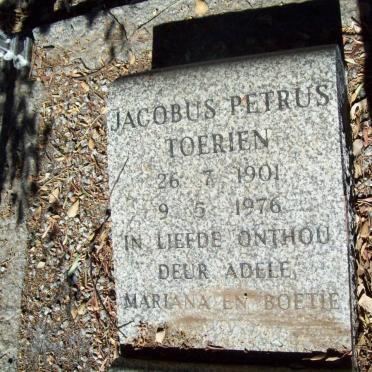 JACOBUS PETRUS
TOERIEN
26 7 1901
9 5 1976
IN LIEFDE ONTHOU
DEUR ADELE,
MARIANA EN BOETIE